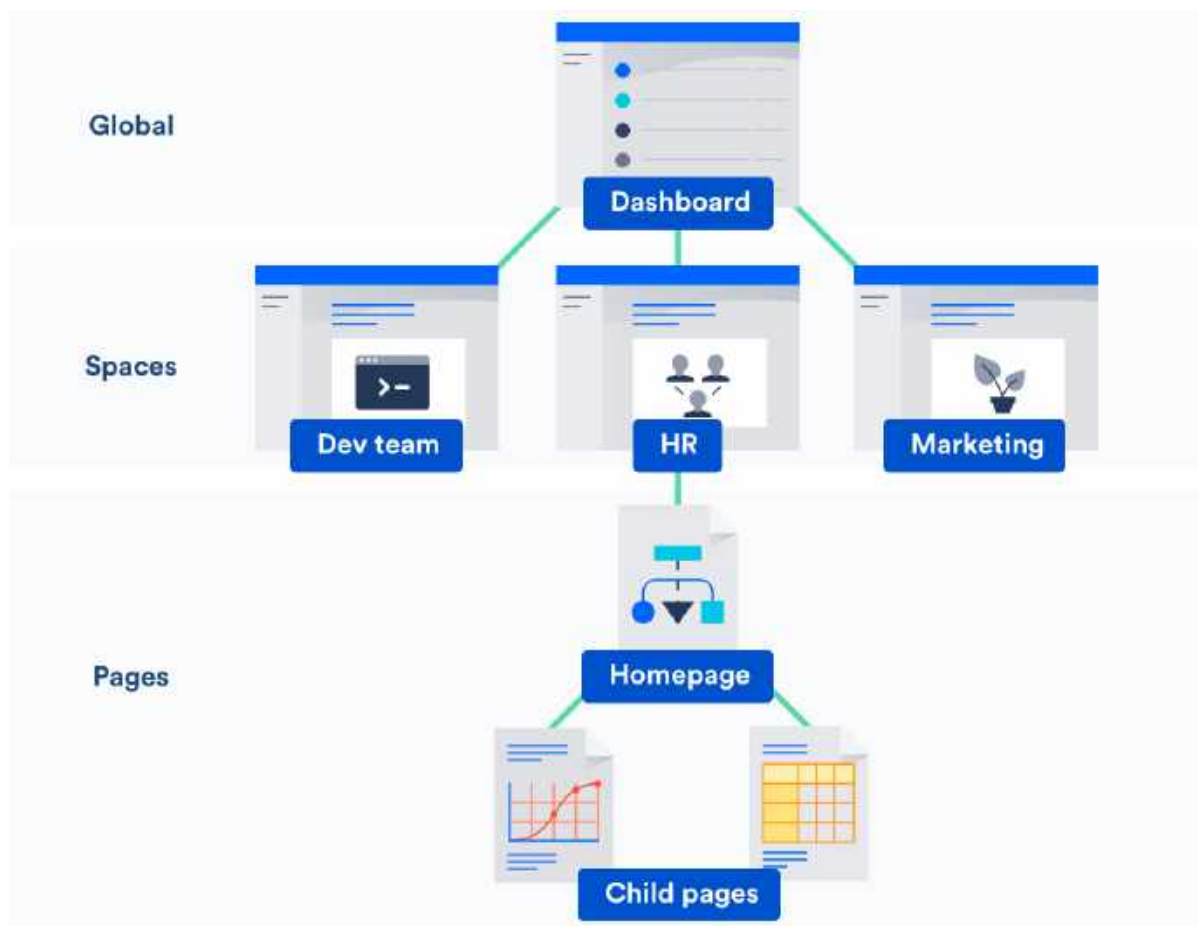 Global
Dashboard
Spaces
Dev team
HR
Marketing
Pages
Homepage
Child pages